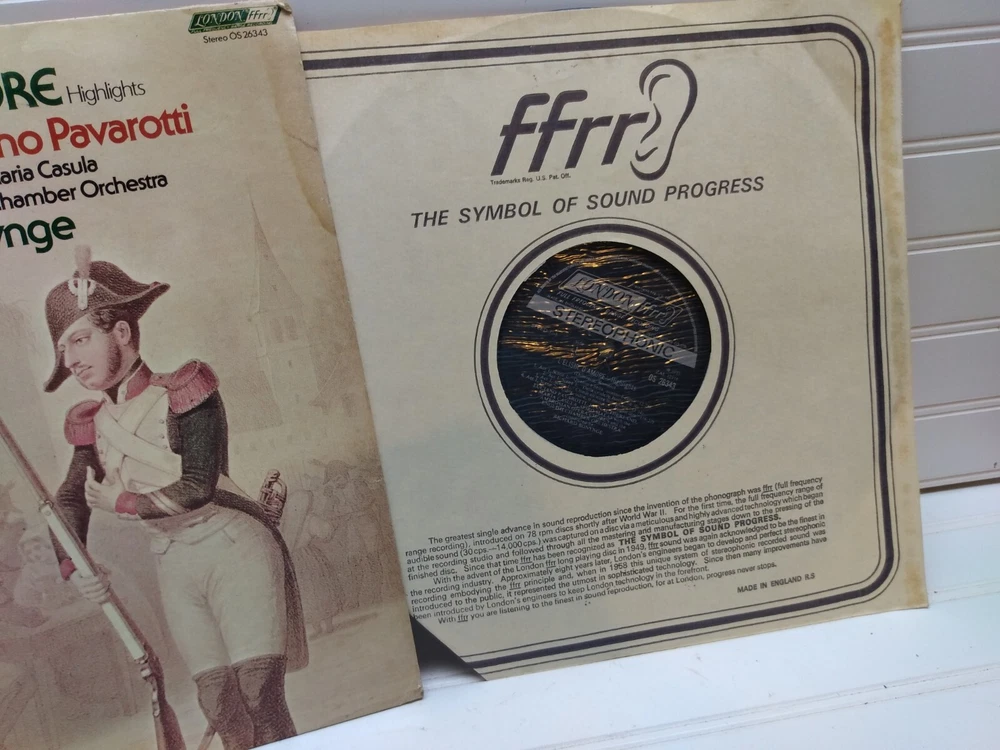 LONDON ffrr
Stereo OS 26343
ORE Highlights
no Pavarotti
aria Casula
hamber Orchestra
ynge
ffrr
Trademarks Reg. U.S. Pat. Off.
THE SYMBOL OF SOUND PROGRESS
LONDON ffrr
STEREOPHONIC
OS 26343
The greatest single advance in sound reproduction since the invention of the phonograph was ffrr (full frequency
range recording), introduced on 78 rpm discs shortly after World War II. For the first time, the full frequency range of
audible sound (30 cps.—14,000 cps.) was captured on a disc via a meticulous and highly advanced technology which began
at the recording studio and followed through all the mastering and manufacturing stages down to the pressing of the
finished disc. Since that time ffrr has been recognized as THE SYMBOL OF SOUND PROGRESS.
With the advent of the London ffrr long playing disc in 1949, ffrr sound was again acknowledged to be the finest in
the recording industry. Approximately eight years later, London's engineers began to develop and perfect stereophonic
recording embodying the ffrr principle and, when in 1958 this unique system of stereophonic recorded sound was
introduced to the public, it represented the utmost in sophisticated technology. Since then many improvements have
been introduced by London's engineers to keep London technology in the forefront.
With ffrr you are listening to the finest in sound reproduction, for at London, progress never stops.
MADE IN ENGLAND R.S